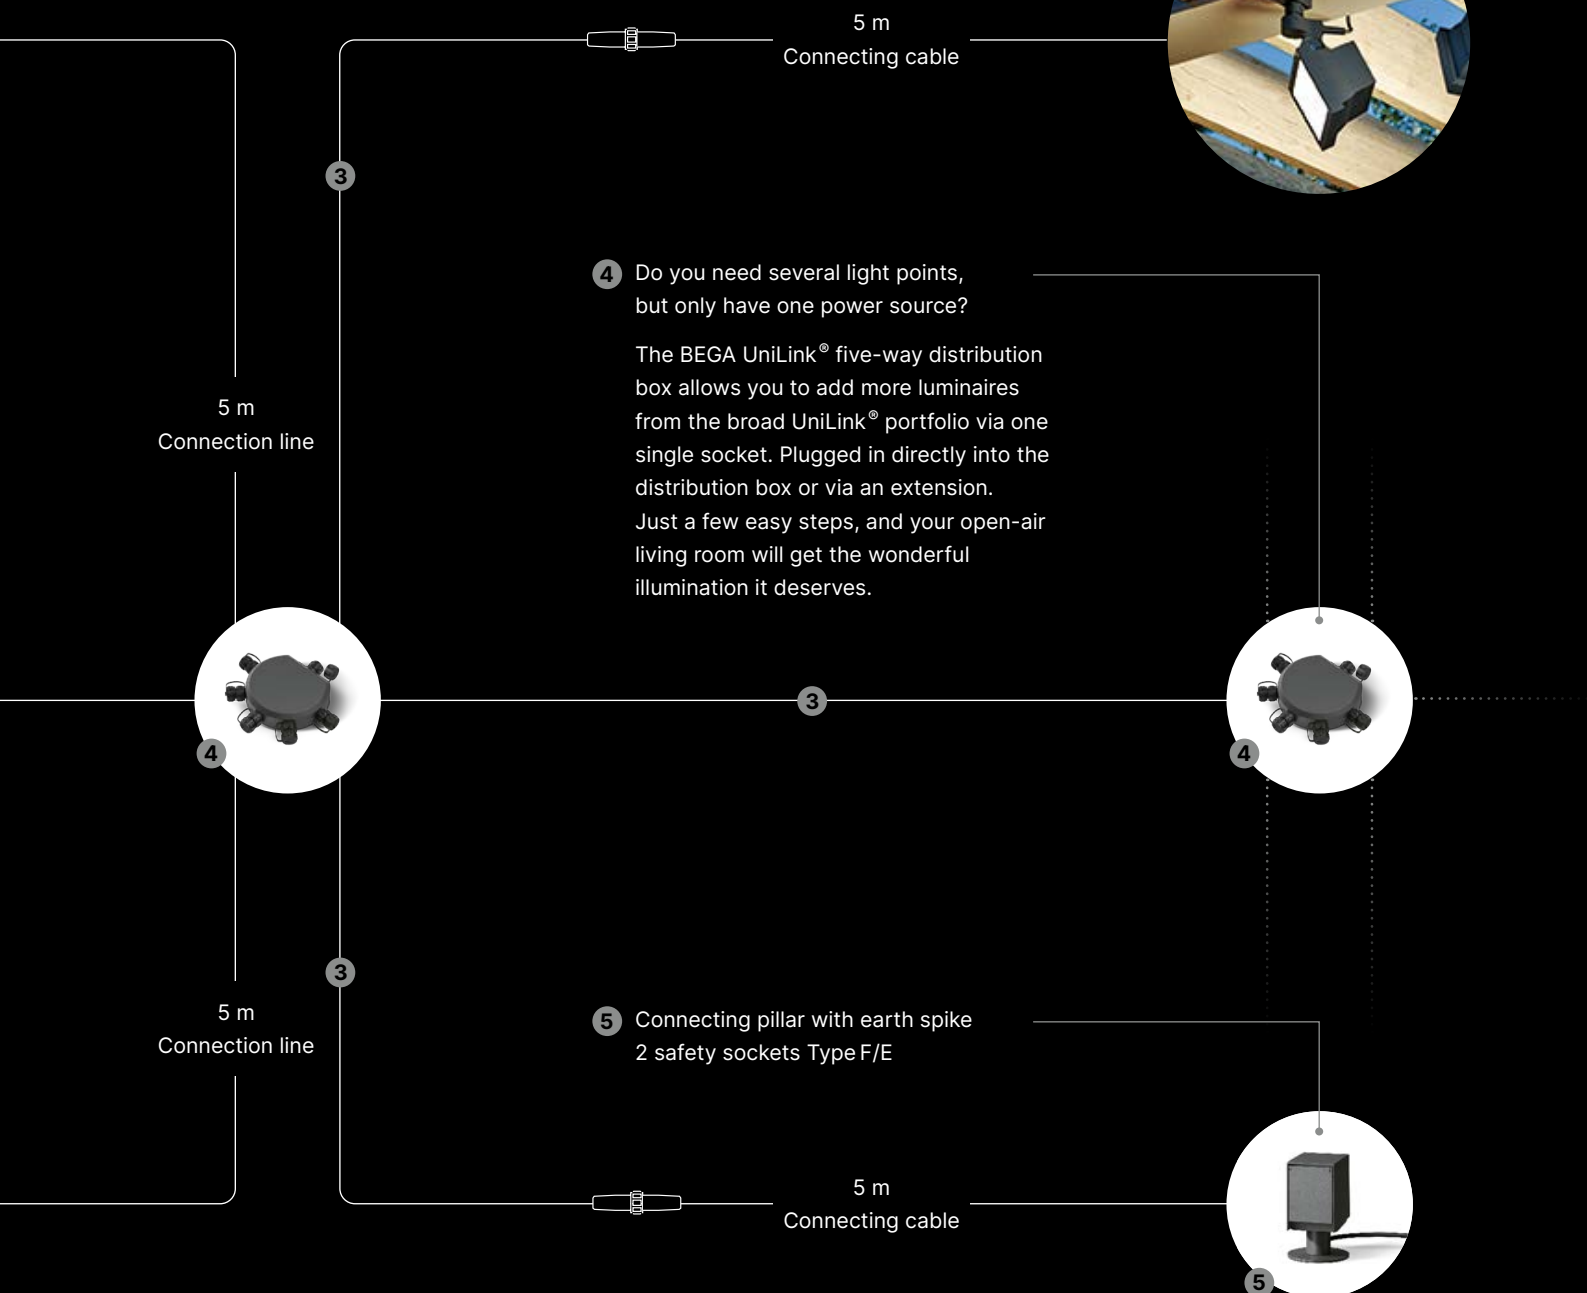 5 m
Connecting cable
3
4 Do you need several light points,
but only have one power source?
The BEGA UniLink® five-way distribution
box allows you to add more luminaires
from the broad UniLink® portfolio via one
single socket. Plugged in directly into the
distribution box or via an extension.
Just a few easy steps, and your open-air
living room will get the wonderful
illumination it deserves.
5 m
Connection line
3
4
4
3
5 m
Connection line
5 Connecting pillar with earth spike
2 safety sockets Type F/E
5 m
Connecting cable
5